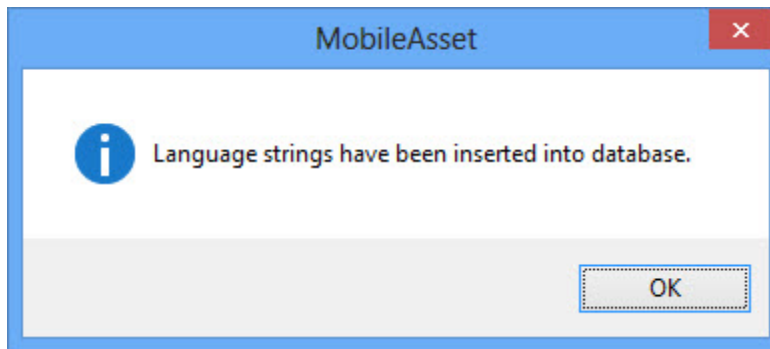 MobileAsset
Language strings have been inserted into database.
OK